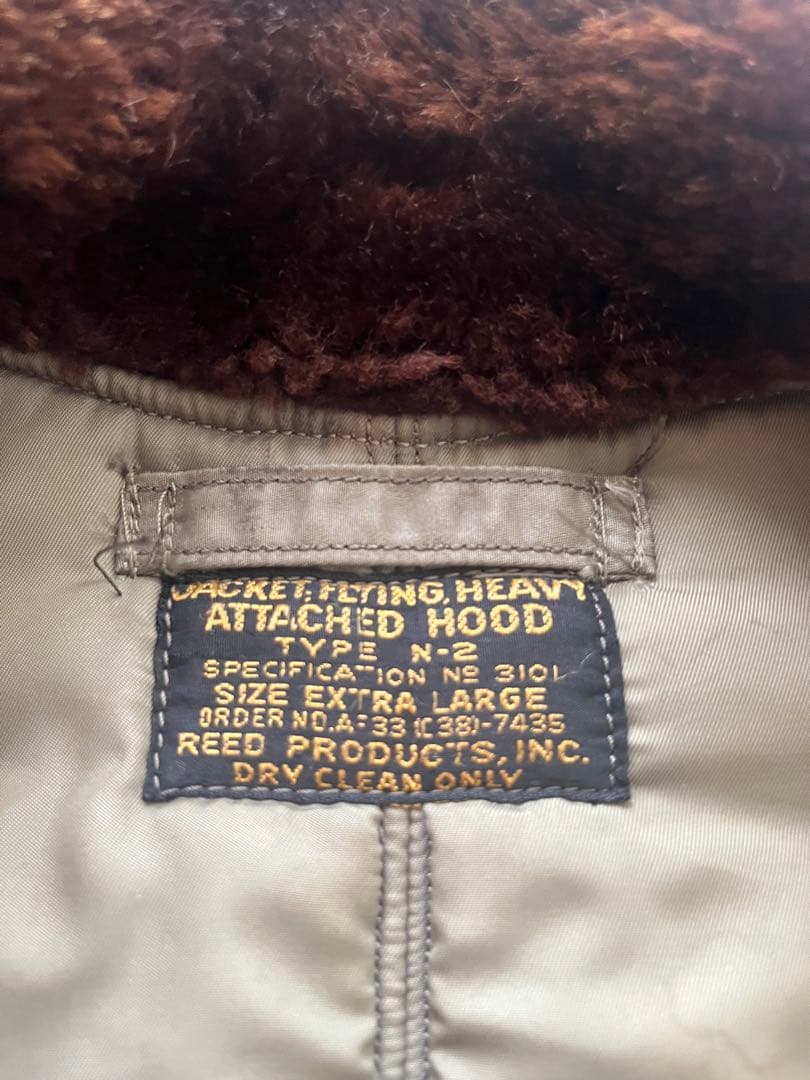 JACKET, FLYING, HEAVY
ATTACHED HOOD
TYPE N-2
SPECIFICATION Nº 3101
SIZE EXTRA LARGE
ORDER NO.AF33 (C38)-7435
REED PRODUCTS, INC.
DRY CLEAN ONLY